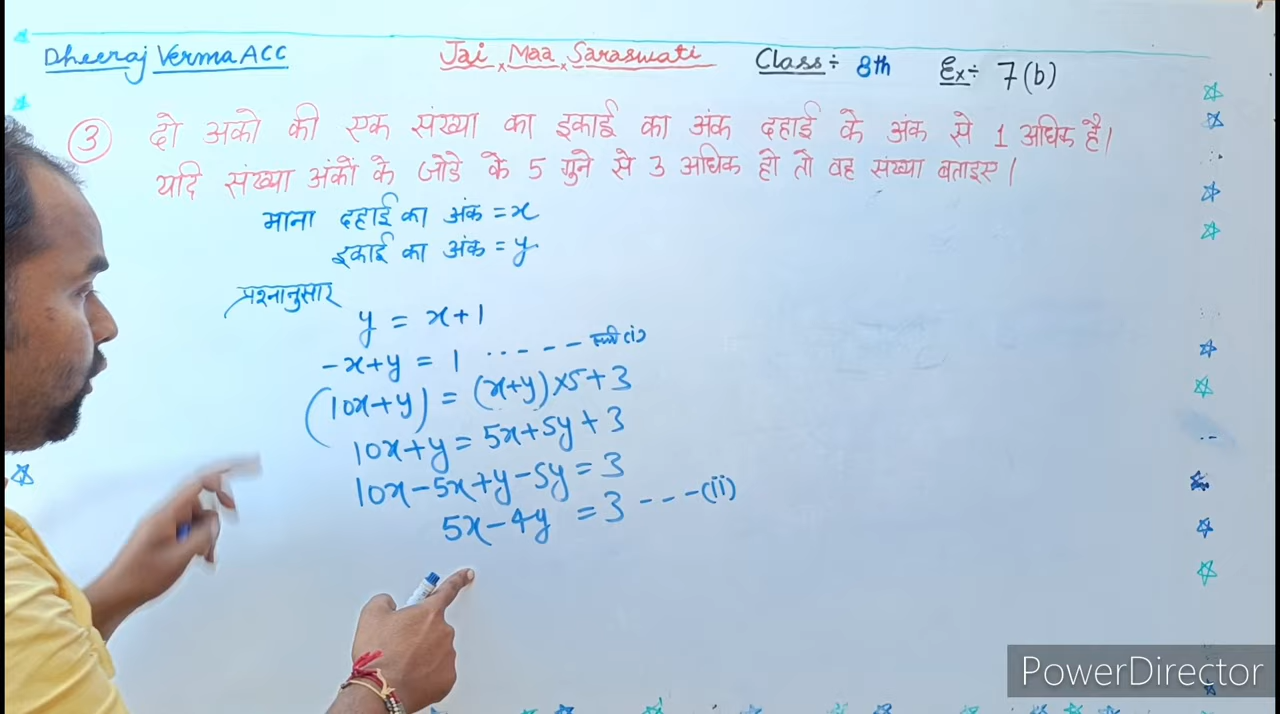 Dheeraj Verma ACC Jai Maa Saraswati Class÷ 8th Ex÷ 7(b)
③ दो अको की एक संख्या का इकाई का अंक दहाई के अंक से 1 अधिक है।
यदि संख्या अंकों के जोडे के 5 गुने से 3 अधिक हो तो वह संख्या बताइए।
माना दहाई का अंक = x
इकाई का अंक = y
प्रश्नानुसार
y = x+1
-x+y = 1 ----- (i)
(10x+y) = (x+y)×5+3
10x+y = 5x+5y+3
10x-5x+y-5y=3
5x-4y = 3 ---(ii)
PowerDirector